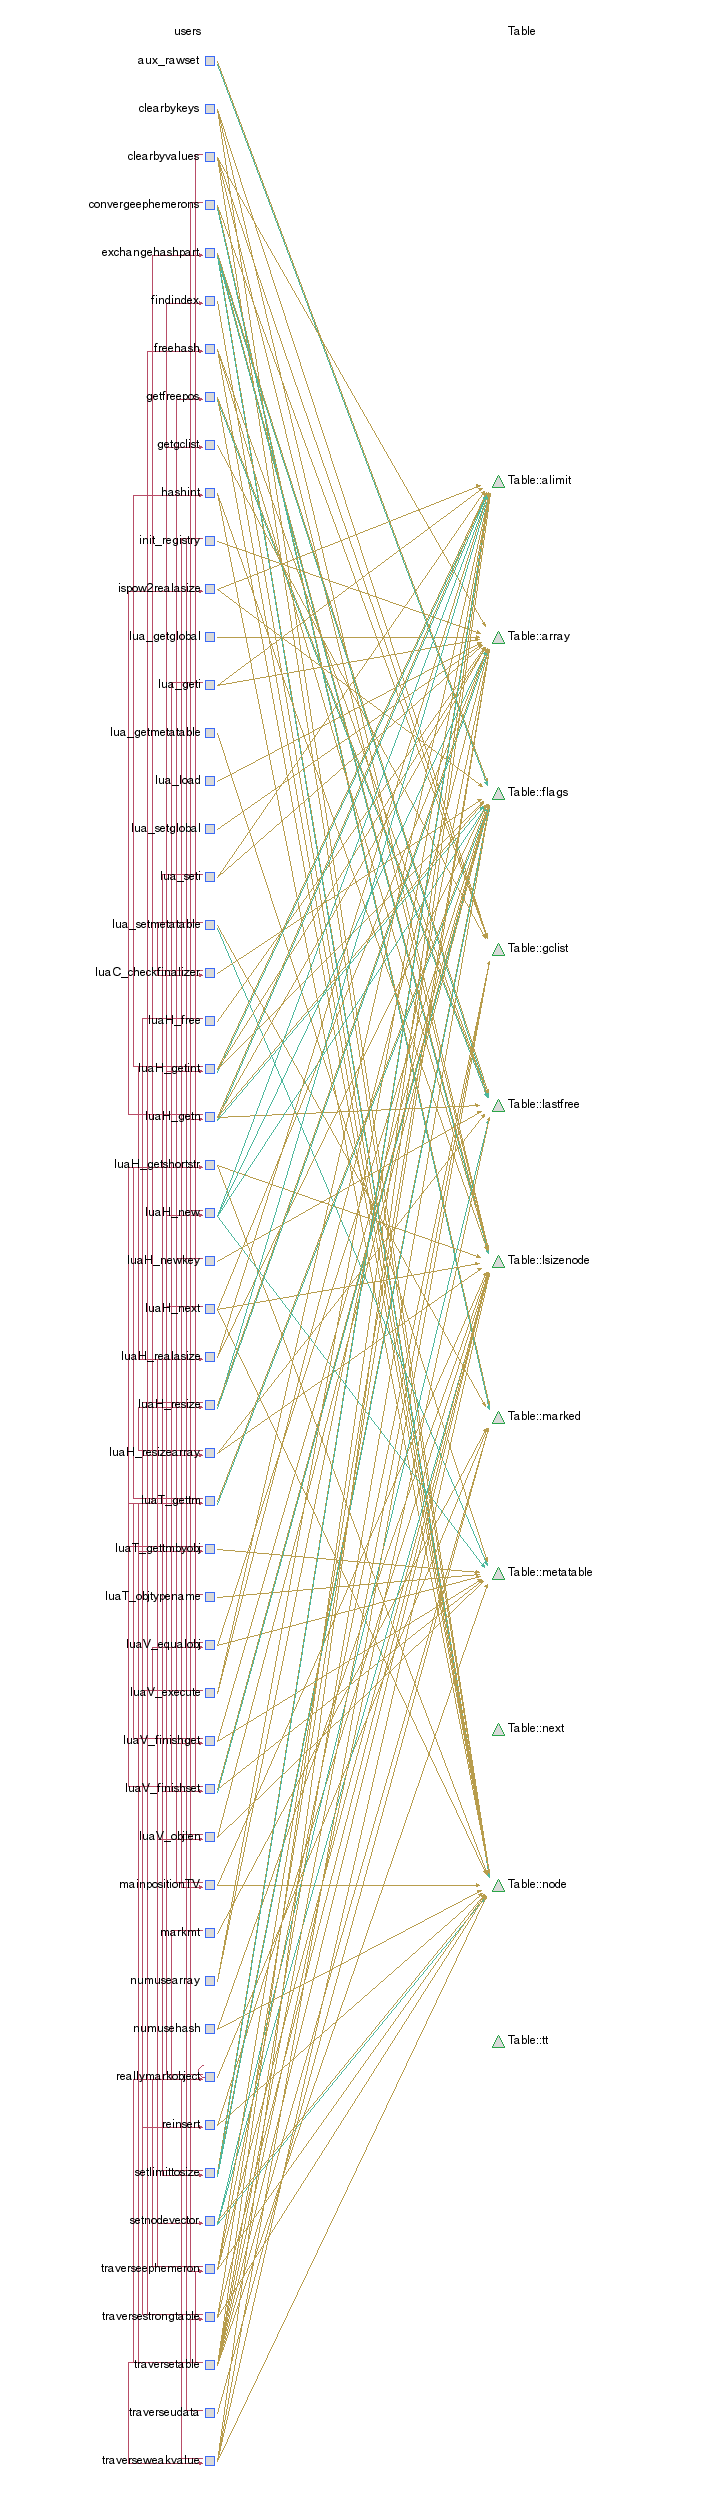 users
Table
aux_rawset
clearbykeys
clearbyvalues
convergeephemerons
exchangehashpart
findindex
freehash
getfreepos
getgclist
Table::alimit
hashint
init_registry
ispow2realasize
lua_getglobal
Table::array
lua_geti
lua_getmetatable
lua_load
Table::flags
lua_setglobal
lua_seti
lua_setmetatable
Table::gclist
luaC_checkfinalizer
luaH_free
luaH_getint
Table::lastfree
luaH_getn
luaH_getshortstr
luaH_new
luaH_newkey
Table::lsizenode
luaH_next
luaH_realasize
luaH_resize
Table::marked
luaH_resizearray
luaT_gettm
luaT_gettmbyobj
Table::metatable
luaT_objtypename
luaV_equalobj
luaV_execute
Table::next
luaV_finishget
luaV_finishset
luaV_objlen
mainpositionTV
Table::node
markmt
numusearray
numusehash
Table::tt
reallymarkobject
reinsert
setlimittosize
setnodevector
traverseephemeron
traversestrongtable
traversetable
traverseudata
traverseweakvalue